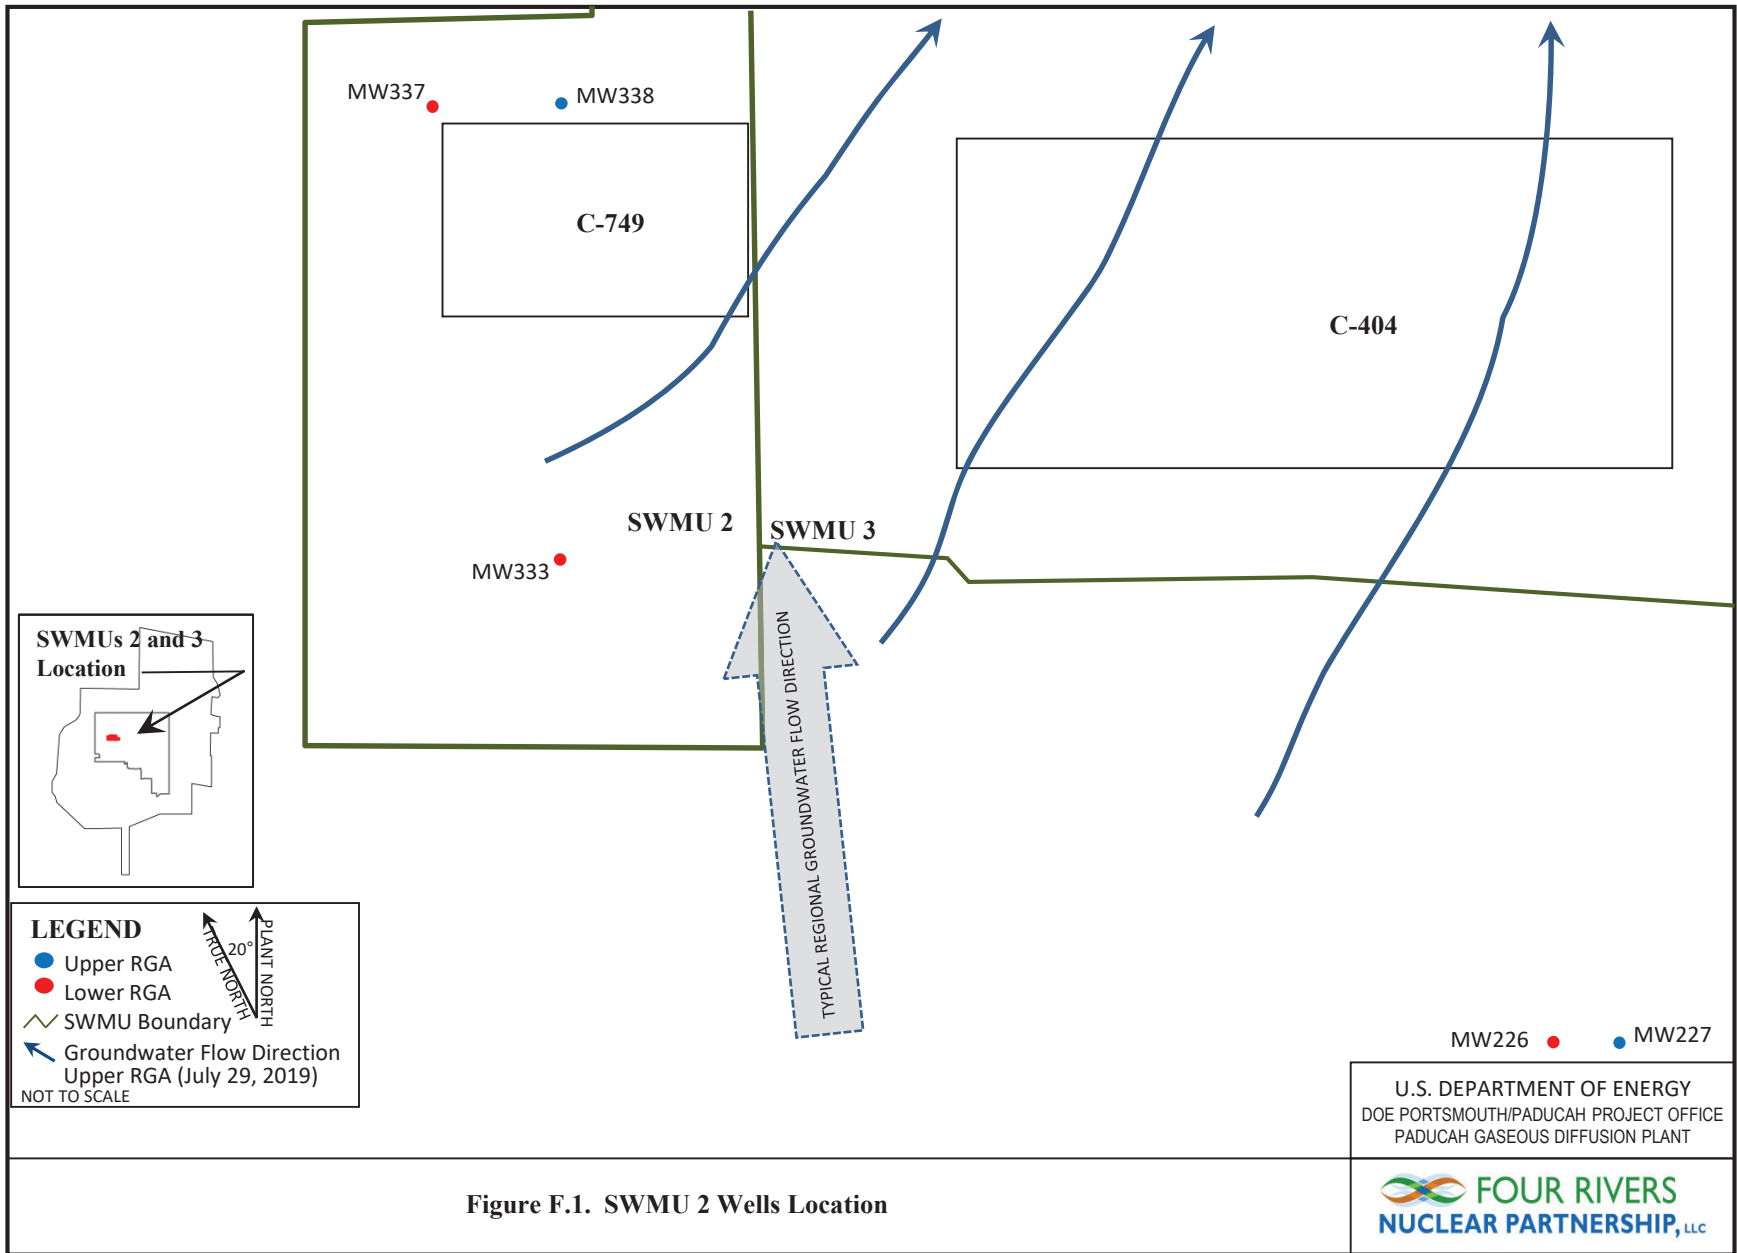 MW337
MW338
C-749
C-404
SWMU 2
SWMU 3
MW333
TYPICAL REGIONAL GROUNDWATER FLOW DIRECTION
SWMUs 2 and 3
Location
LEGEND
Upper RGA
Lower RGA
SWMU Boundary
Groundwater Flow Direction
Upper RGA (July 29, 2019)
NOT TO SCALE
TRUE NORTH
20°
PLANT NORTH
MW226
MW227
U.S. DEPARTMENT OF ENERGY
DOE PORTSMOUTH/PADUCAH PROJECT OFFICE
PADUCAH GASEOUS DIFFUSION PLANT
Figure F.1. SWMU 2 Wells Location
FOUR RIVERS
NUCLEAR PARTNERSHIP, LLC